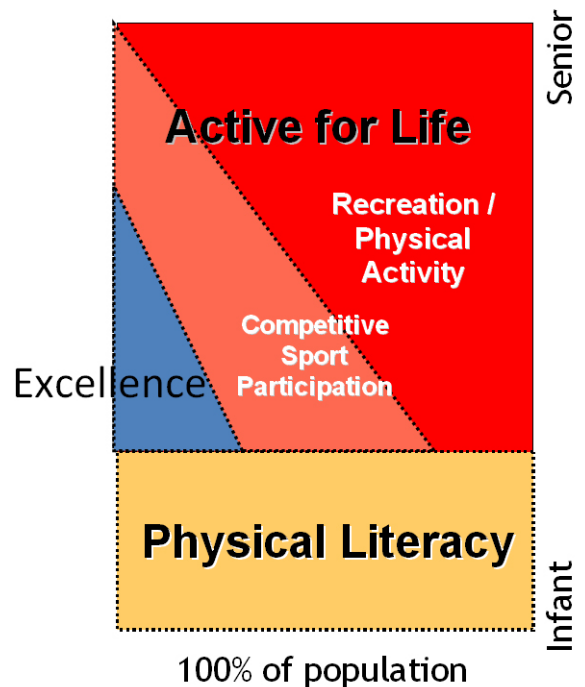 Senior
Active for Life
Recreation /
Physical
Activity
Competitive
Sport
Participation
Excellence
Physical Literacy
Infant
100% of population